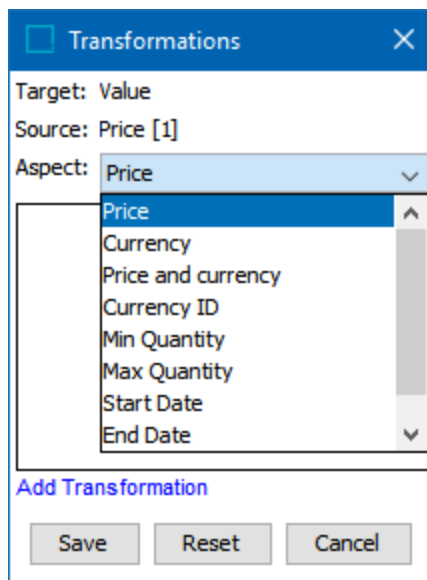 Transformations
Target: Value
Source: Price [1]
Aspect: Price
Price
Currency
Price and currency
Currency ID
Min Quantity
Max Quantity
Start Date
End Date
Add Transformation
Save Reset Cancel